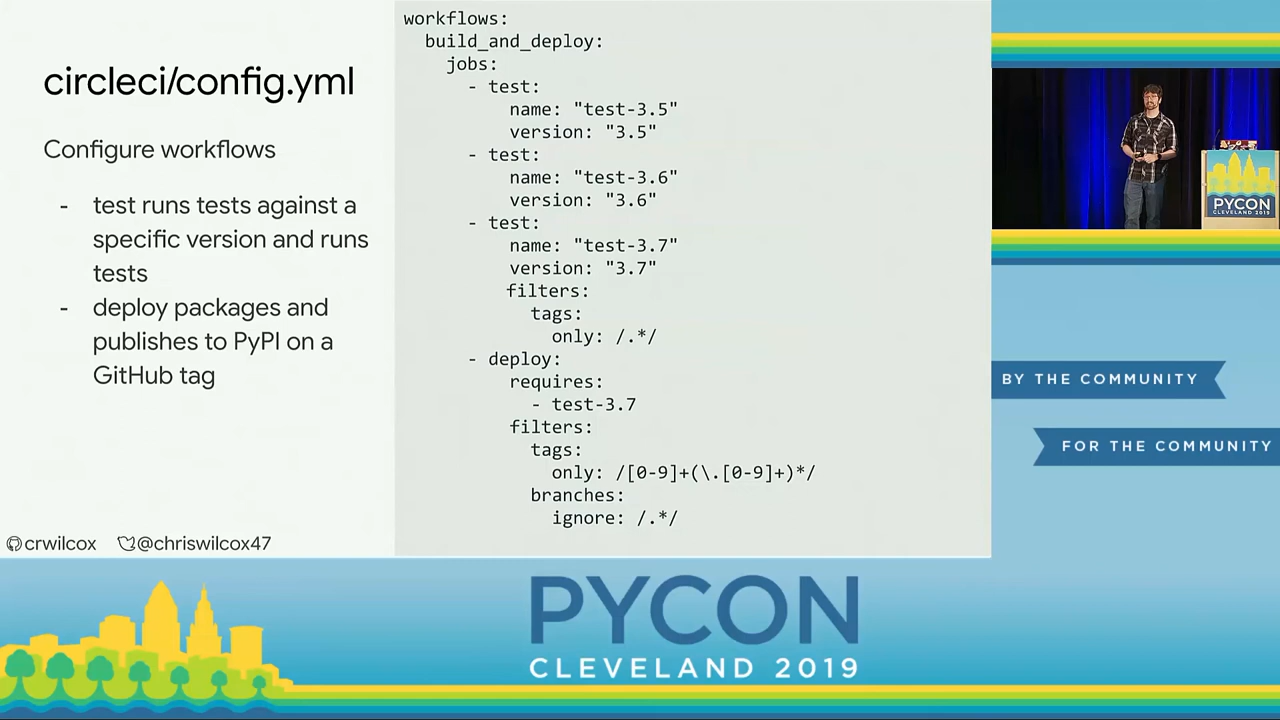 circleci/config.yml
Configure workflows
- test runs tests against a
specific version and runs
tests
- deploy packages and
publishes to PyPI on a
GitHub tag
crwilcox @chriswilcox47
workflows:
  build_and_deploy:
    jobs:
      - test:
          name: "test-3.5"
          version: "3.5"
      - test:
          name: "test-3.6"
          version: "3.6"
      - test:
          name: "test-3.7"
          version: "3.7"
          filters:
            tags:
              only: /.*/
      - deploy:
          requires:
            - test-3.7
          filters:
            tags:
              only: /[0-9]+(\.[0-9]+)*/
            branches:
              ignore: /.*/
PYCON
CLEVELAND 2019
BY THE COMMUNITY
FOR THE COMMUNITY
PYCON
CLEVELAND 2019